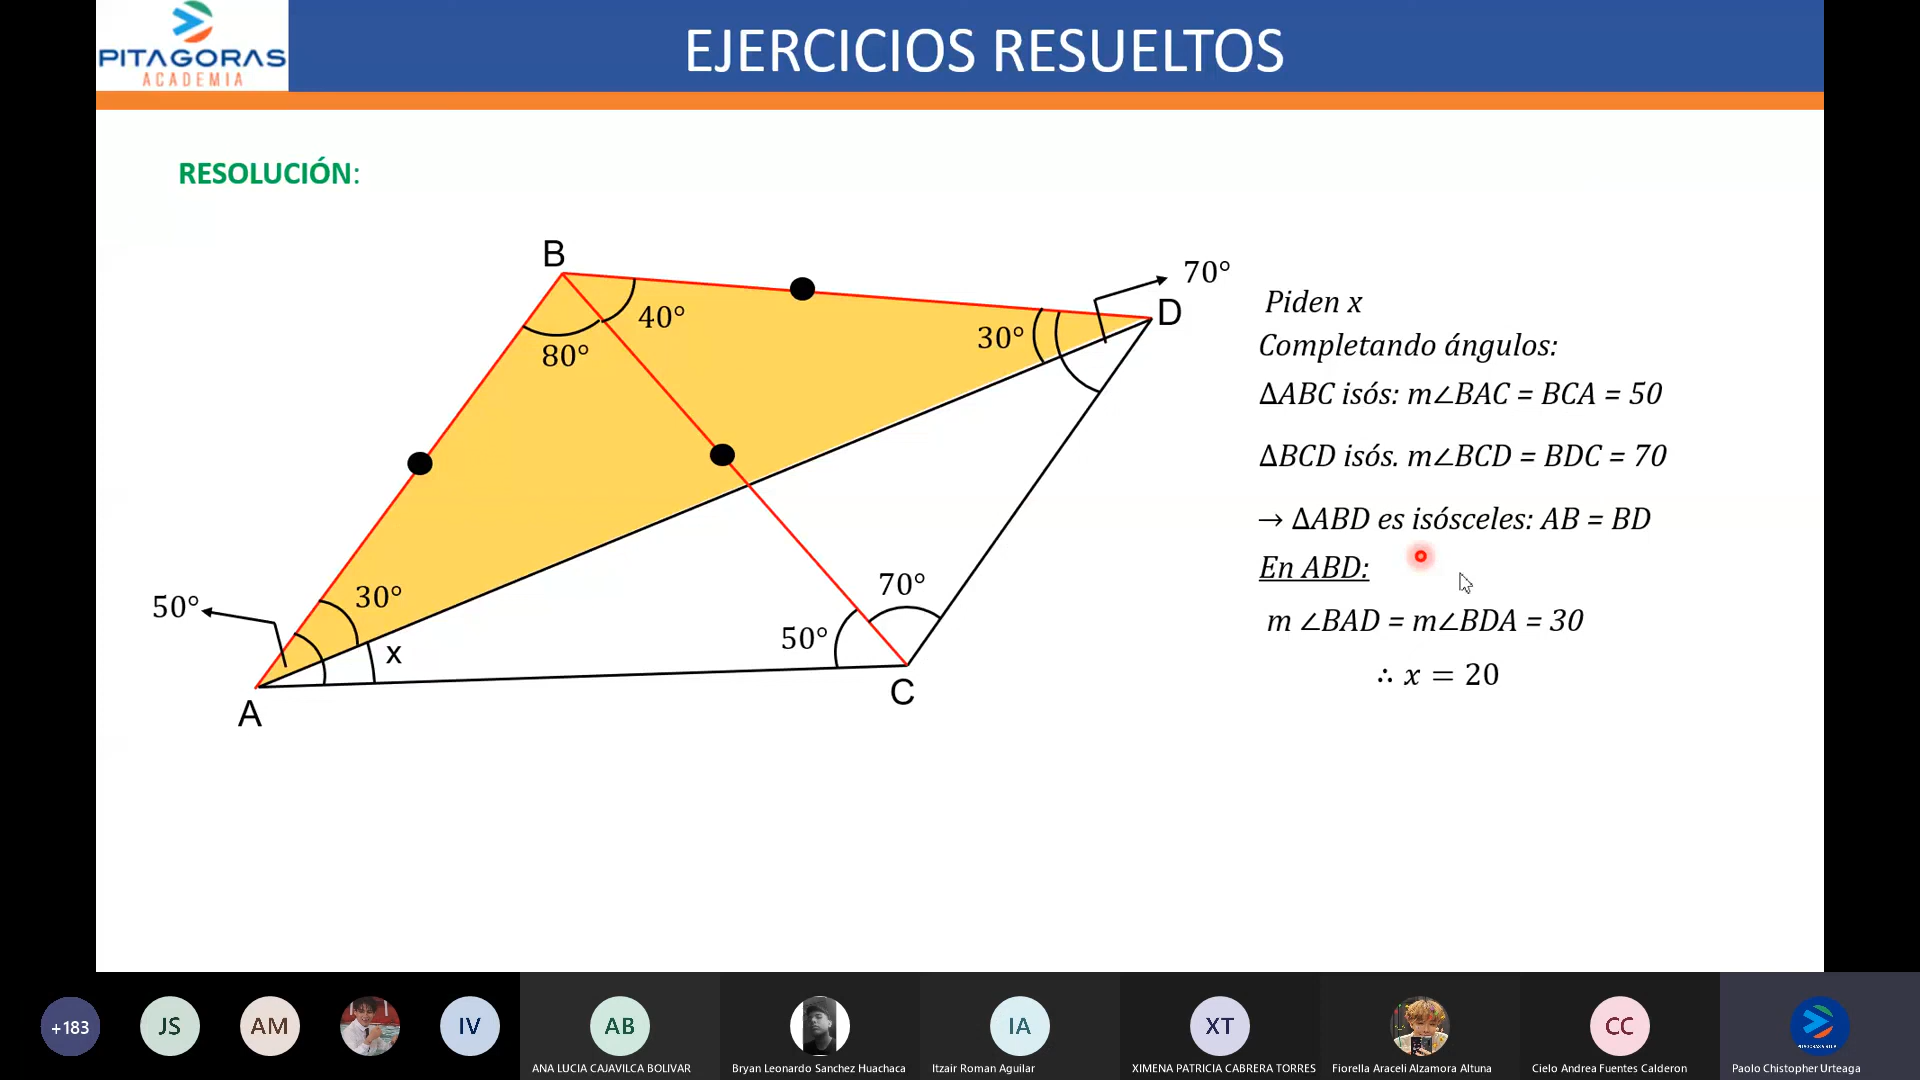 PITAGORAS
ACADEMIA
EJERCICIOS RESUELTOS
RESOLUCIÓN:
B
40°
80°
70°
D
30°
50°
30°
x
A
50°
70°
C
Piden x
Completando ángulos:
ΔABC isós: m∠BAC = BCA = 50
ΔBCD isós. m∠BCD = BDC = 70
→ ΔABD es isósceles: AB = BD
En ABD:
m ∠BAD = m∠BDA = 30
∴ x = 20
+183
JS
AM
IV
AB
IA
XT
CC
ANA LUCIA CAJAVILCA BOLIVAR
Bryan Leonardo Sanchez Huachaca
Itzair Roman Aguilar
XIMENA PATRICIA CABRERA TORRES
Fiorella Araceli Alzamora Altuna
Cielo Andrea Fuentes Calderon
Paolo Chistopher Urteaga